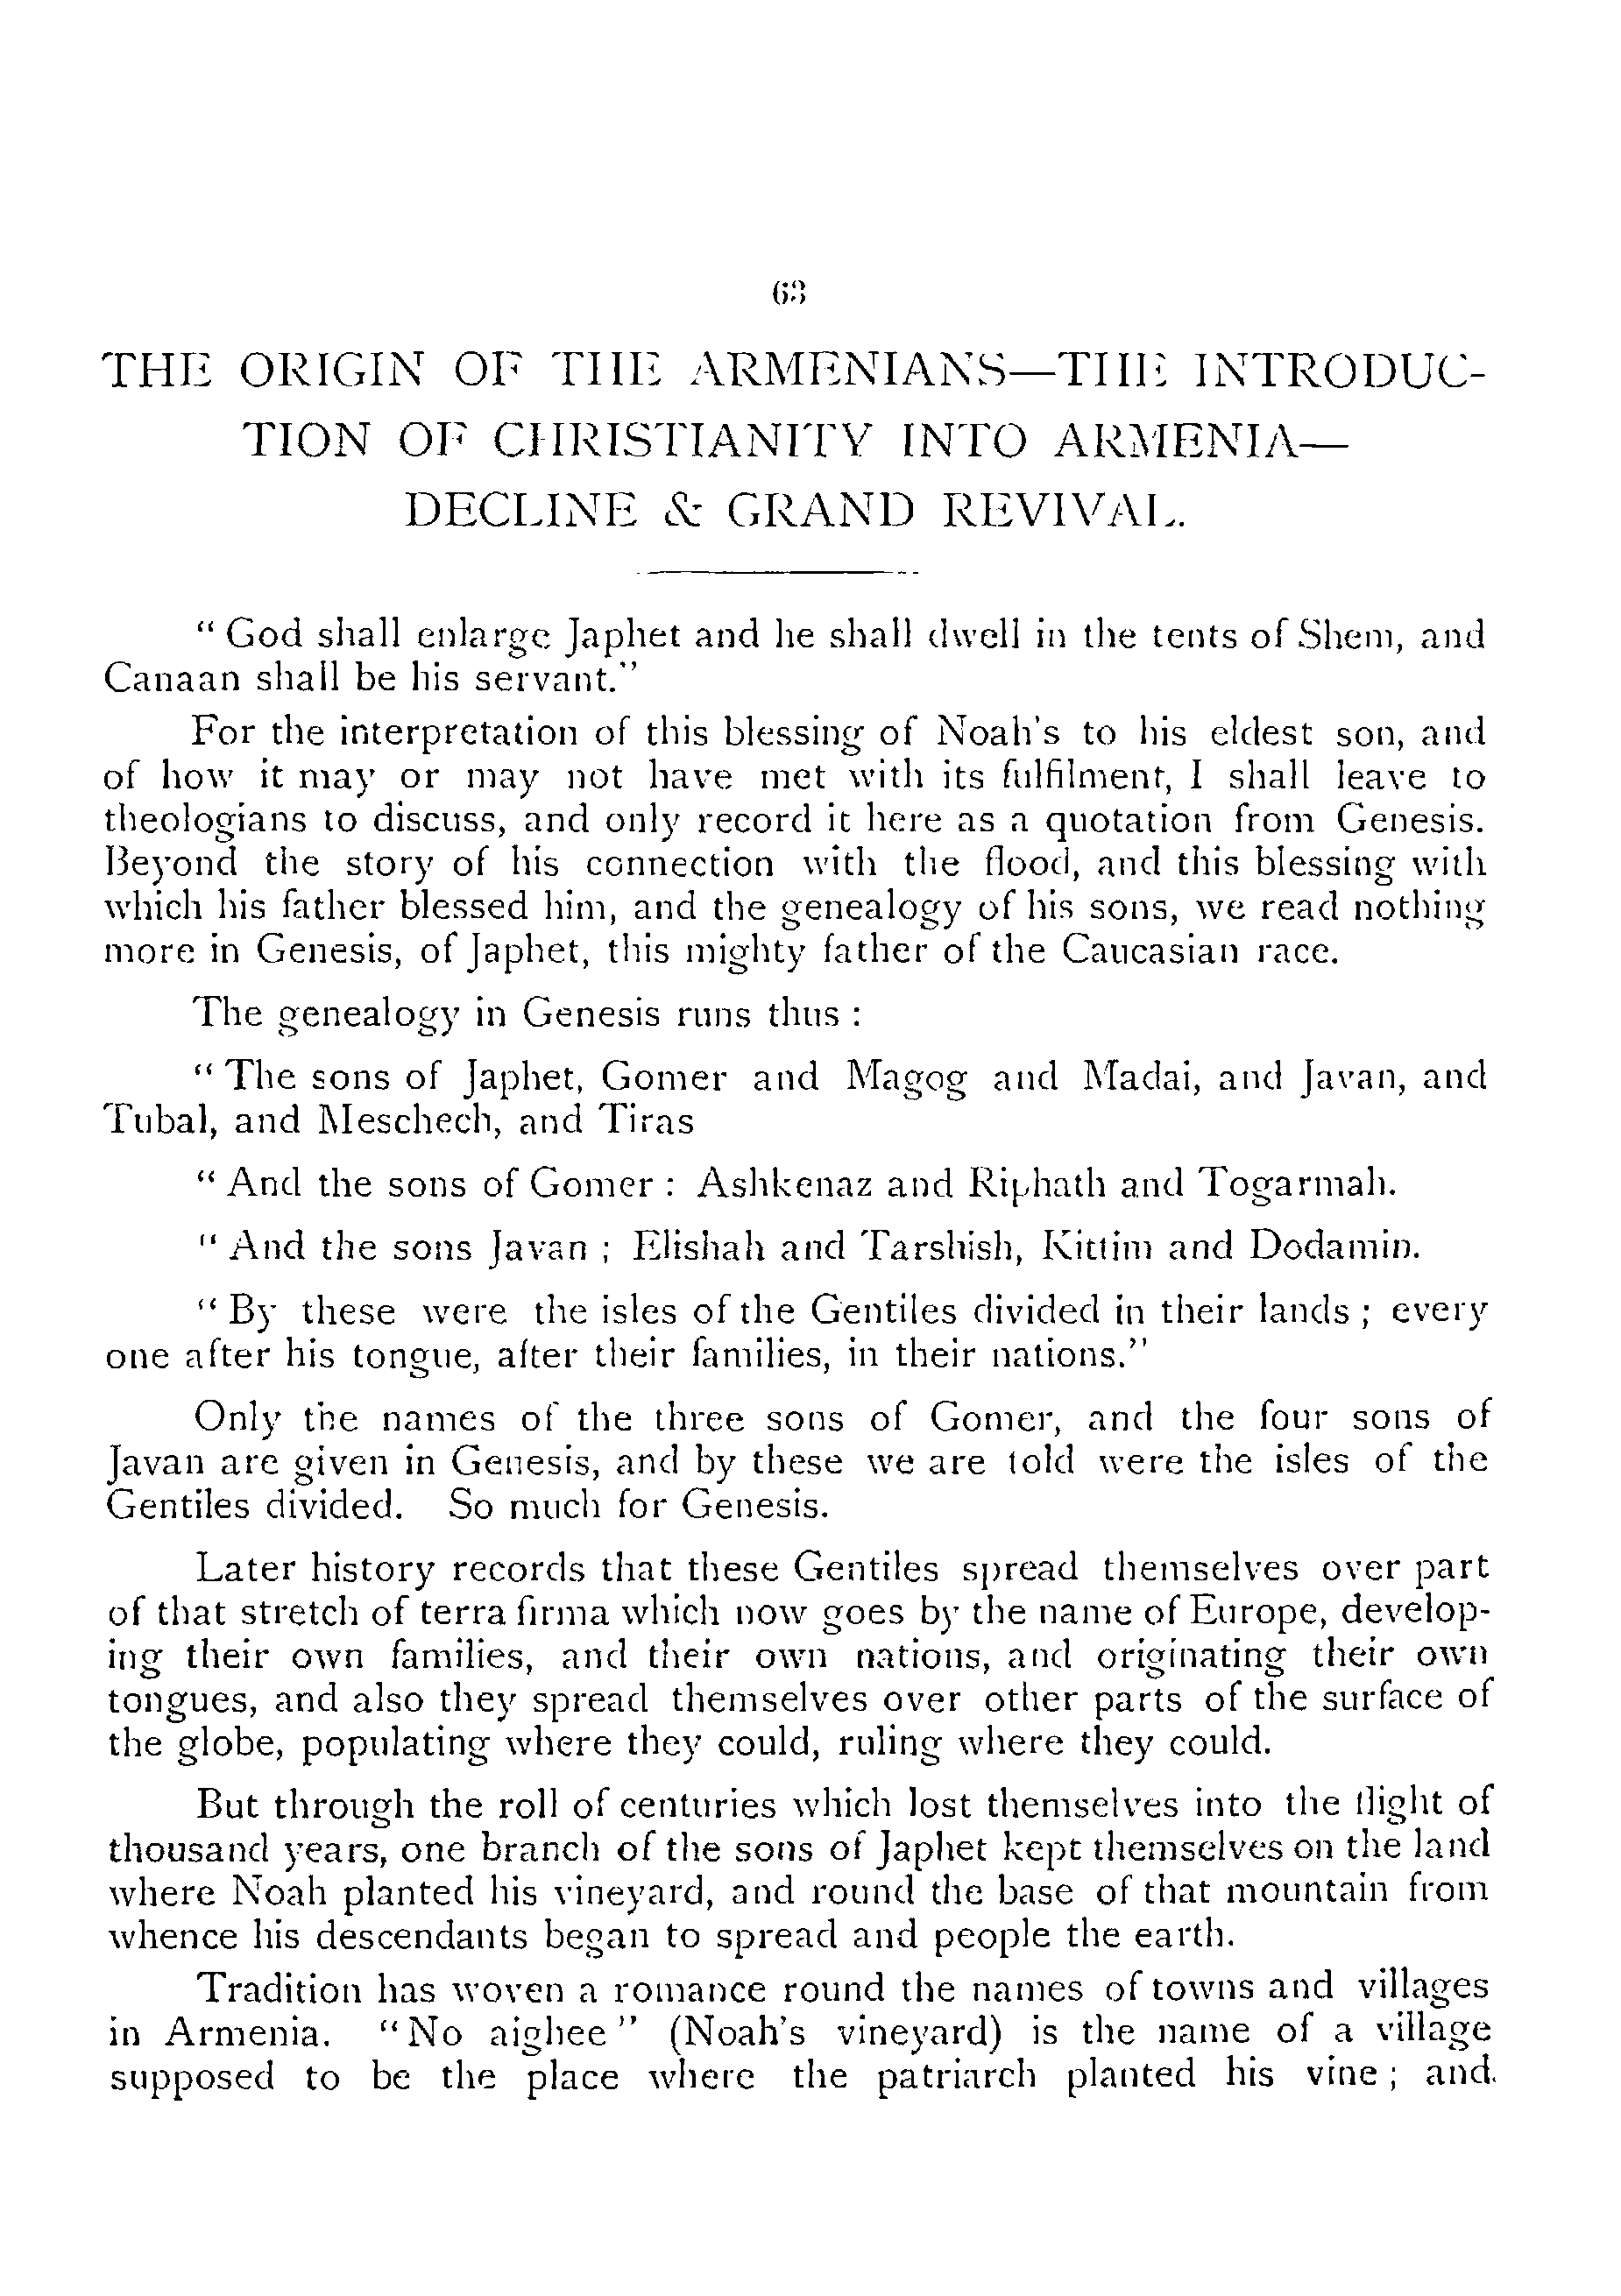 63
THE ORIGIN OF THE ARMENIANS—THE INTRODUC-
TION OF CHRISTIANITY INTO ARMENIA—
DECLINE & GRAND REVIVAL.
“ God shall enlarge Japhet and he shall dwell in the tents of Shem, and
Canaan shall be his servant.”
For the interpretation of this blessing of Noah’s to his eldest son, and
of how it may or may not have met with its fulfilment, I shall leave to
theologians to discuss, and only record it here as a quotation from Genesis.
Beyond the story of his connection with the flood, and this blessing with
which his father blessed him, and the genealogy of his sons, we read nothing
more in Genesis, of Japhet, this mighty father of the Caucasian race.
The genealogy in Genesis runs thus :
“ The sons of Japhet, Gomer and Magog and Madai, and Javan, and
Tubal, and Meschech, and Tiras
“ And the sons of Gomer : Ashkenaz and Riphath and Togarmah.
“ And the sons Javan ; Elishah and Tarshish, Kittim and Dodamin.
“ By these were the isles of the Gentiles divided in their lands ; every
one after his tongue, after their families, in their nations.”
Only the names of the three sons of Gomer, and the four sons of
Javan are given in Genesis, and by these we are told were the isles of the
Gentiles divided. So much for Genesis.
Later history records that these Gentiles spread themselves over part
of that stretch of terra firma which now goes by the name of Europe, develop-
ing their own families, and their own nations, and originating their own
tongues, and also they spread themselves over other parts of the surface of
the globe, populating where they could, ruling where they could.
But through the roll of centuries which lost themselves into the flight of
thousand years, one branch of the sons of Japhet kept themselves on the land
where Noah planted his vineyard, and round the base of that mountain from
whence his descendants began to spread and people the earth.
Tradition has woven a romance round the names of towns and villages
in Armenia. “No aighee” (Noah’s vineyard) is the name of a village
supposed to be the place where the patriarch planted his vine ; and